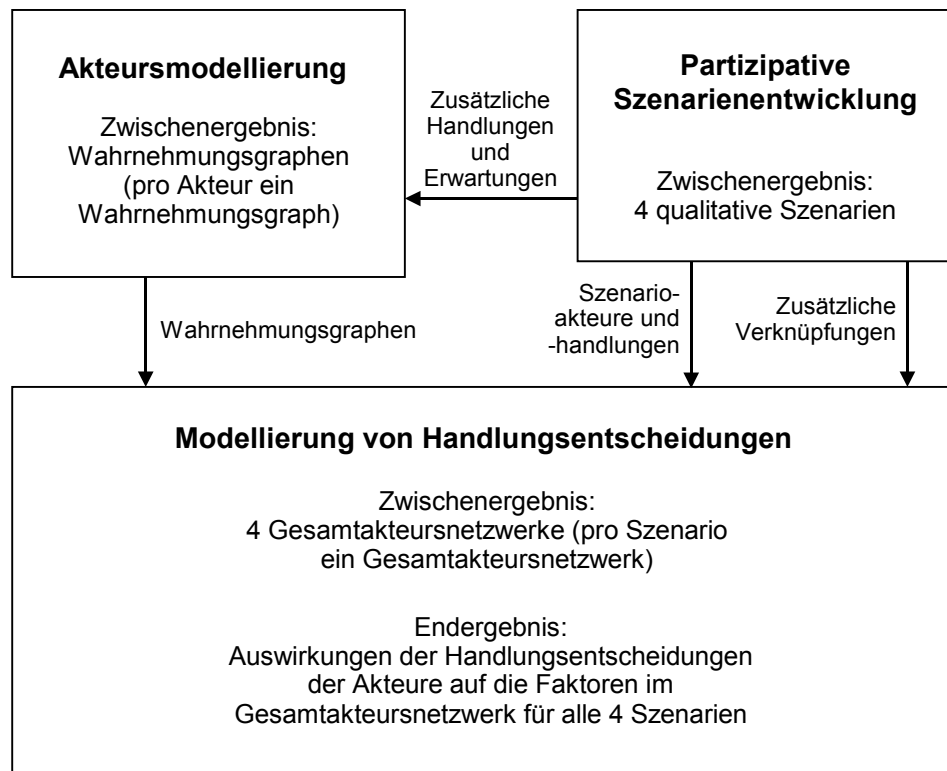 Akteursmodellierung
Zwischenergebnis:
Wahrnehmungsgraphen
(pro Akteur ein
Wahrnehmungsgraph)
Zusätzliche
Handlungen
und
Erwartungen
Partizipative
Szenarienentwicklung
Zwischenergebnis:
4 qualitative Szenarien
Wahrnehmungsgraphen
Szenario-
akteure und
-handlungen
Zusätzliche
Verknüpfungen
Modellierung von Handlungsentscheidungen
Zwischenergebnis:
4 Gesamtakteursnetzwerke (pro Szenario
ein Gesamtakteursnetzwerk)
Endergebnis:
Auswirkungen der Handlungsentscheidungen
der Akteure auf die Faktoren im
Gesamtakteursnetzwerk für alle 4 Szenarien